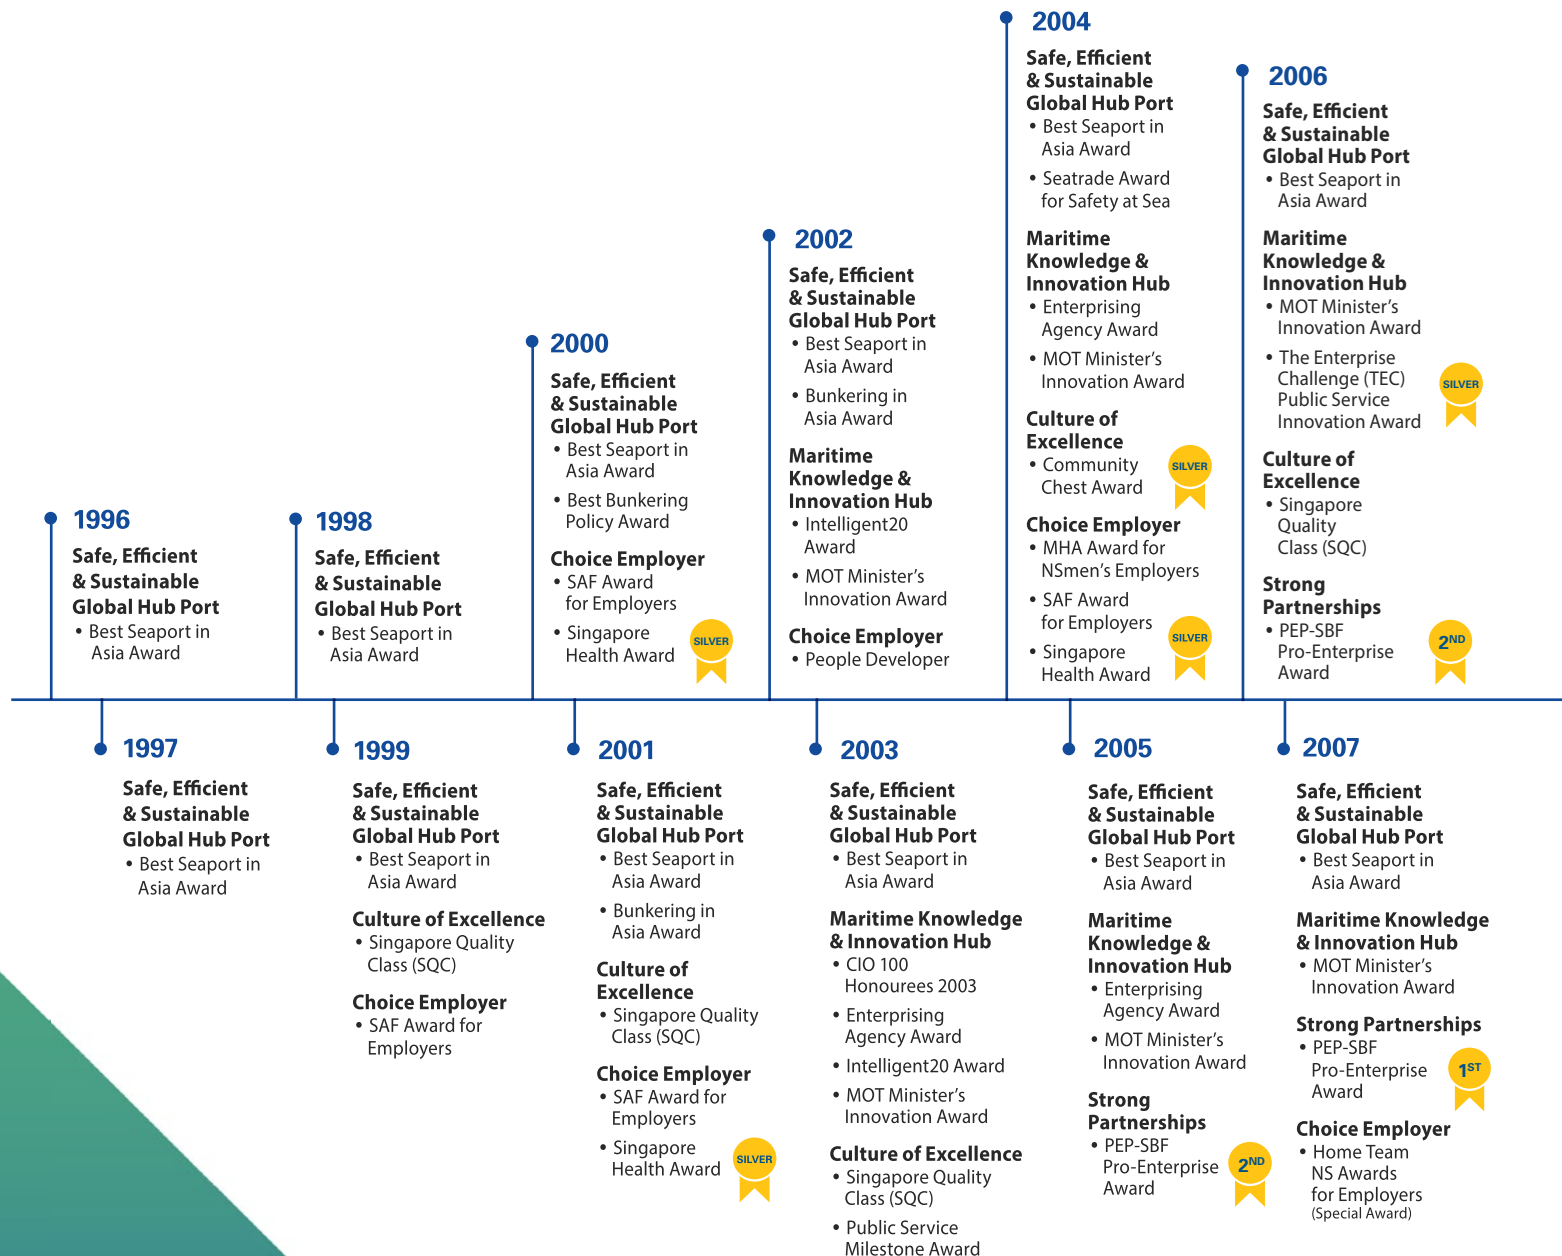 1996
Safe, Efficient
& Sustainable
Global Hub Port
• Best Seaport in
Asia Award
1997
Safe, Efficient
& Sustainable
Global Hub Port
• Best Seaport in
Asia Award
1998
Safe, Efficient
& Sustainable
Global Hub Port
• Best Seaport in
Asia Award
1999
Safe, Efficient
& Sustainable
Global Hub Port
• Best Seaport in
Asia Award
Culture of Excellence
• Singapore Quality
Class (SQC)
Choice Employer
• SAF Award for
Employers
2000
Safe, Efficient
& Sustainable
Global Hub Port
• Best Seaport in
Asia Award
• Best Bunkering
Policy Award
Choice Employer
• SAF Award
for Employers
• Singapore
Health Award
SILVER
2001
Safe, Efficient
& Sustainable
Global Hub Port
• Best Seaport in
Asia Award
• Bunkering in
Asia Award
Culture of
Excellence
• Singapore Quality
Class (SQC)
Choice Employer
• SAF Award for
Employers
• Singapore
Health Award
SILVER
2002
Safe, Efficient
& Sustainable
Global Hub Port
• Best Seaport in
Asia Award
• Bunkering in
Asia Award
Maritime
Knowledge &
Innovation Hub
• Intelligent20
Award
• MOT Minister’s
Innovation Award
Choice Employer
• People Developer
2003
Safe, Efficient
& Sustainable
Global Hub Port
• Best Seaport in
Asia Award
Maritime Knowledge
& Innovation Hub
• CIO 100
Honourees 2003
• Enterprising
Agency Award
• Intelligent20 Award
• MOT Minister’s
Innovation Award
Culture of Excellence
• Singapore Quality
Class (SQC)
• Public Service
Milestone Award
2004
Safe, Efficient
& Sustainable
Global Hub Port
• Best Seaport in
Asia Award
• Seatrade Award
for Safety at Sea
Maritime
Knowledge &
Innovation Hub
• Enterprising
Agency Award
• MOT Minister’s
Innovation Award
Culture of
Excellence
• Community
Chest Award
SILVER
Choice Employer
• MHA Award for
NSmen’s Employers
• SAF Award
for Employers
• Singapore
Health Award
SILVER
2005
Safe, Efficient
& Sustainable
Global Hub Port
• Best Seaport in
Asia Award
Maritime
Knowledge &
Innovation Hub
• Enterprising
Agency Award
• MOT Minister’s
Innovation Award
Strong
Partnerships
• PEP-SBF
Pro-Enterprise
Award
2ND
2006
Safe, Efficient
& Sustainable
Global Hub Port
• Best Seaport in
Asia Award
Maritime
Knowledge &
Innovation Hub
• MOT Minister’s
Innovation Award
• The Enterprise
Challenge (TEC)
Public Service
Innovation Award
SILVER
Culture of
Excellence
• Singapore
Quality
Class (SQC)
Strong
Partnerships
• PEP-SBF
Pro-Enterprise
Award
2ND
2007
Safe, Efficient
& Sustainable
Global Hub Port
• Best Seaport in
Asia Award
Maritime Knowledge
& Innovation Hub
• MOT Minister’s
Innovation Award
Strong Partnerships
• PEP-SBF
Pro-Enterprise
Award
1ST
Choice Employer
• Home Team
NS Awards
for Employers
(Special Award)